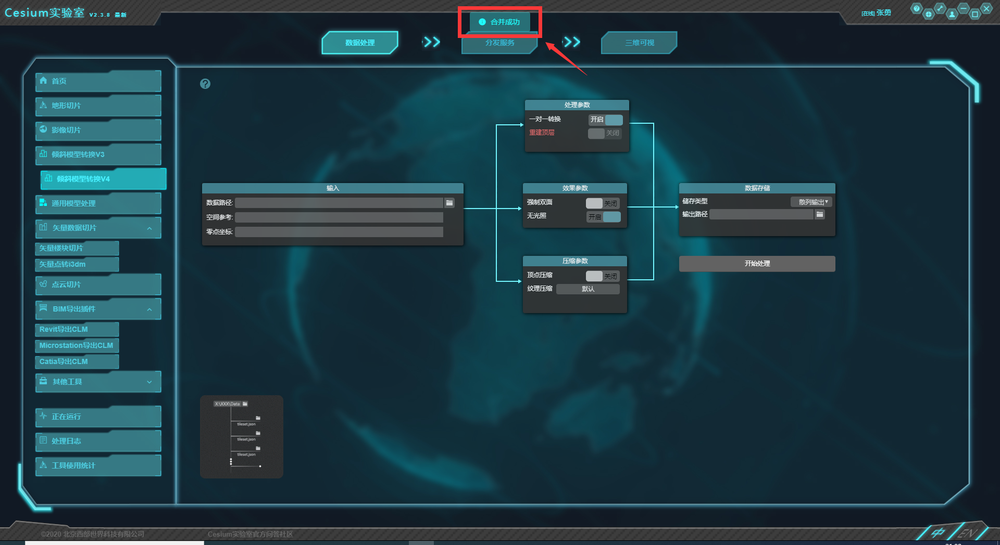 Cesium实验室 V2.3.8 最新
[在线] 张勇
合并成功
数据处理
分发服务
三维可视
首页
地形切片
影像切片
倾斜模型转换V3
倾斜模型转换V4
通用模型处理
矢量数据切片
矢量楼块切片
矢量点转i3dm
点云切片
BIM导出插件
Revit导出CLM
Microstation导出CLM
Catia导出CLM
其他工具
正在运行
处理日志
工具使用统计
输入
数据路径:
空间参考:
零点坐标:
处理参数
一对一转换 开启
重建顶层 关闭
效果参数
强制双面 关闭
无光照 开启
压缩参数
顶点压缩 关闭
纹理压缩 默认
数据存储
储存类型 散列输出
输出路径
开始处理
X:\XXX\Data
tileset.json
tileset.json
tileset.json
©2020 北京西部世界科技有限公司
Cesium实验室官方问答社区
中 EN